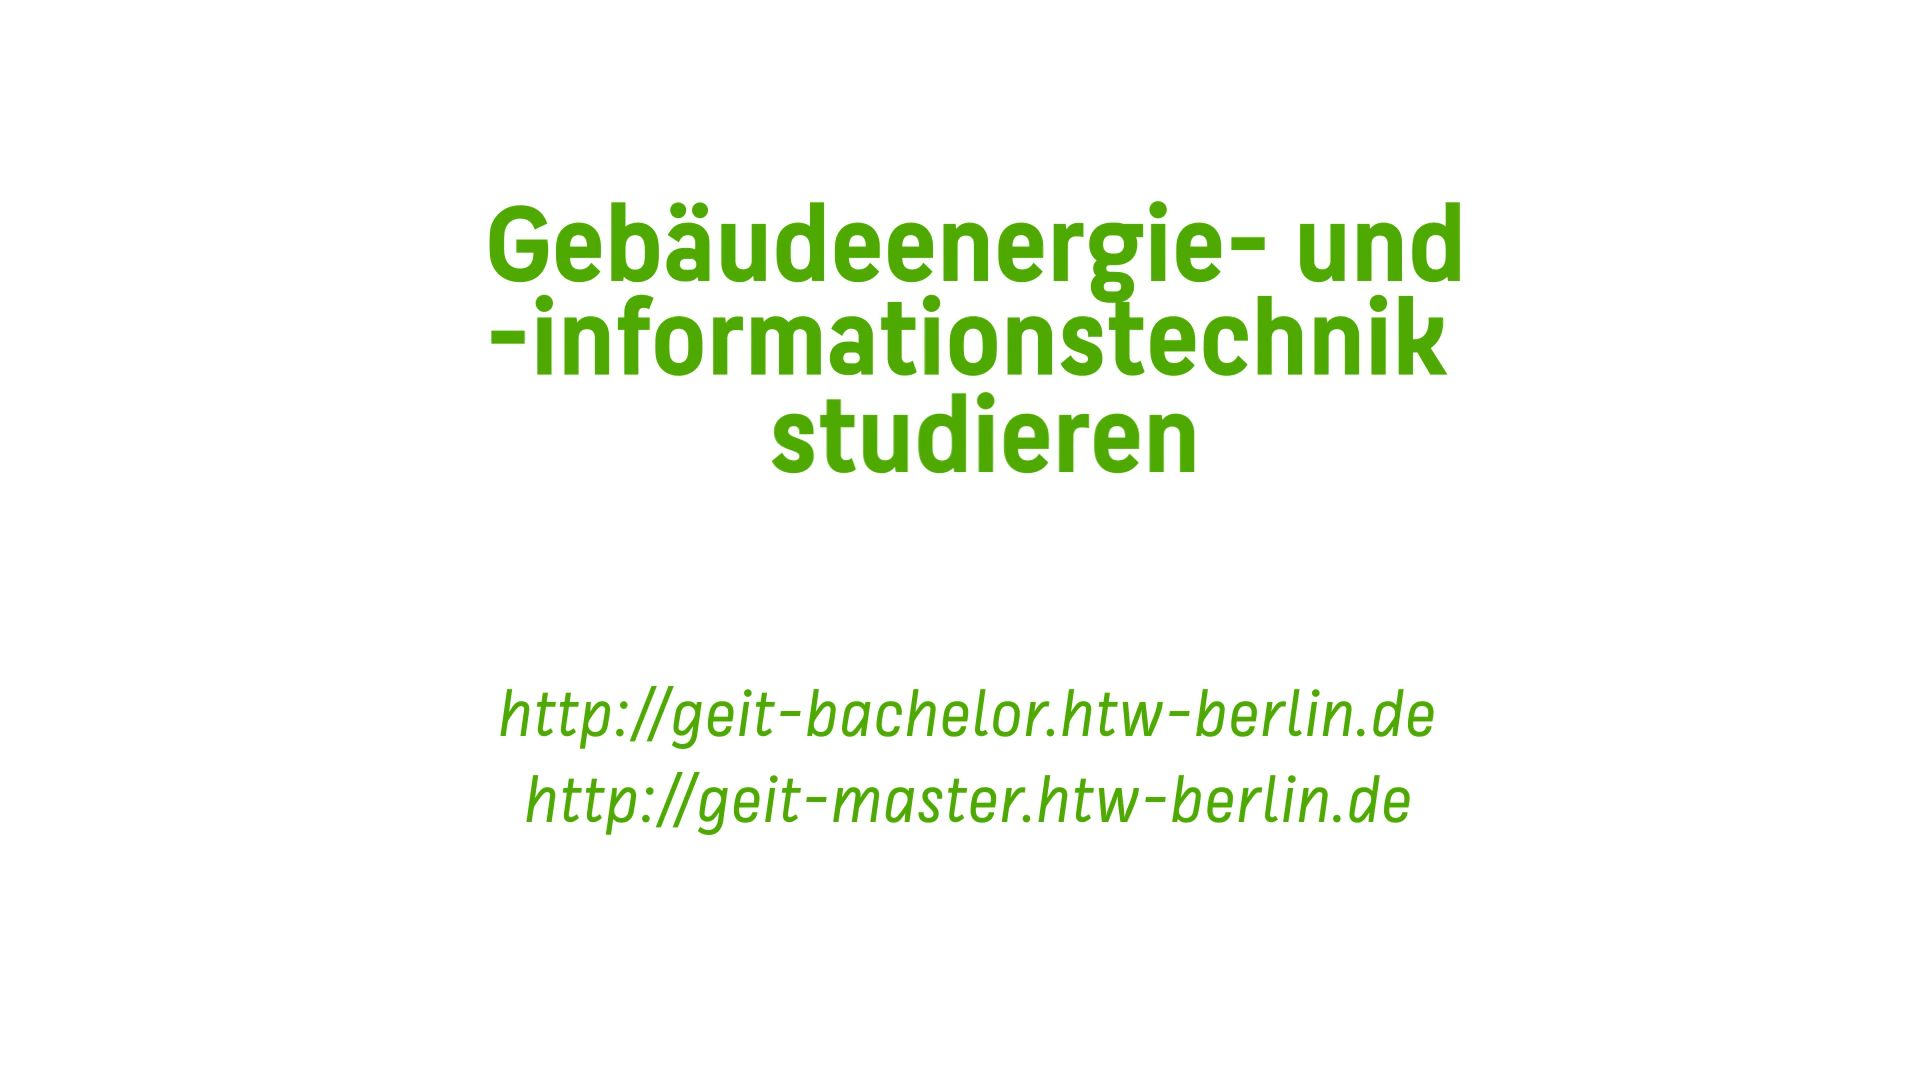 Gebäudeenergie- und
-informationstechnik
studieren
http://geit-bachelor.htw-berlin.de
http://geit-master.htw-berlin.de